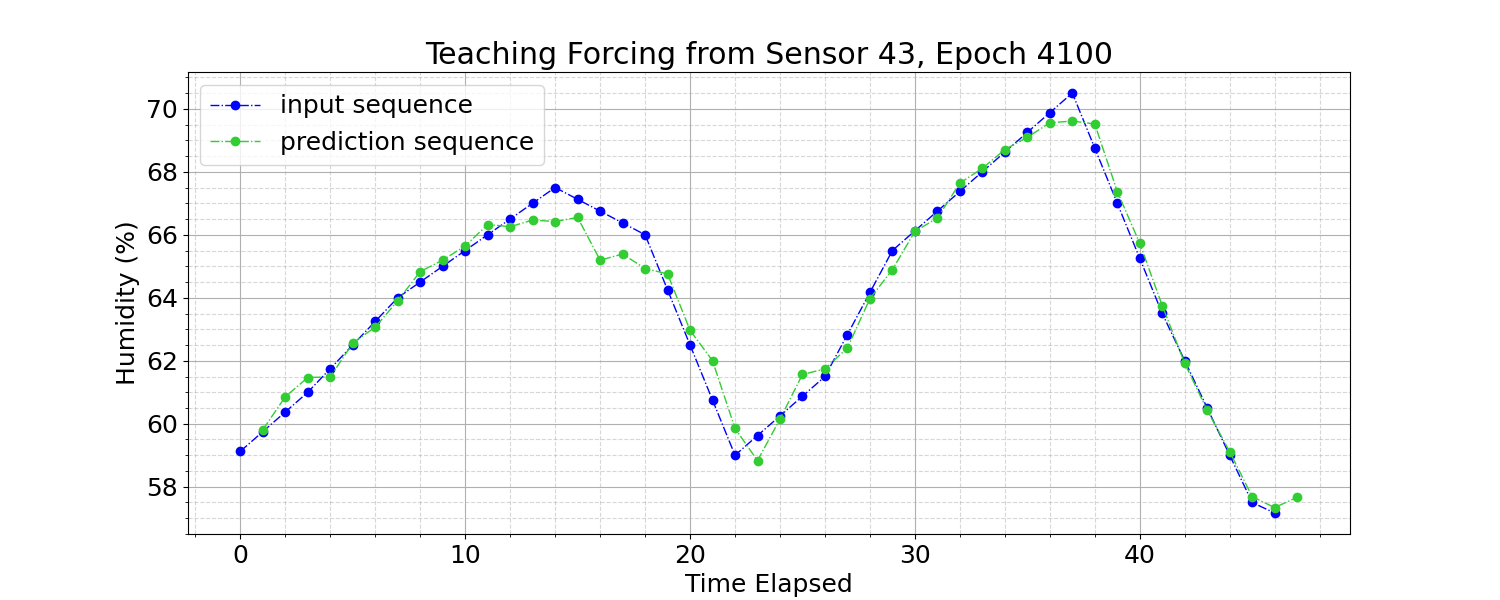 Teaching Forcing from Sensor 43, Epoch 4100
input sequence
prediction sequence
Humidity (%)
70
68
66
64
62
60
58
0 10 20 30 40
Time Elapsed